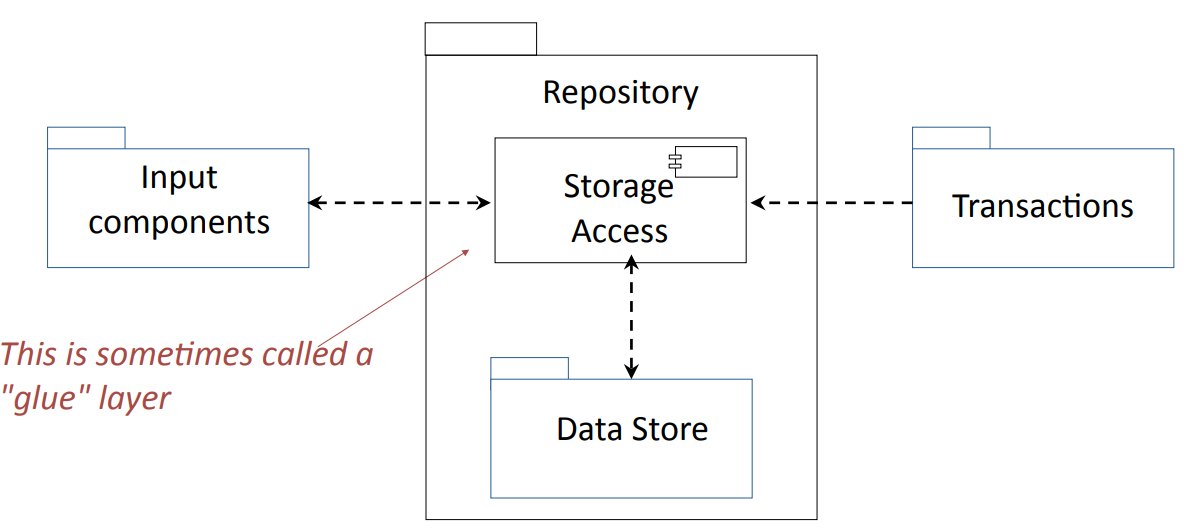 Repository
Input
components
Storage
Access
Transactions
This is sometimes called a
"glue" layer
Data Store